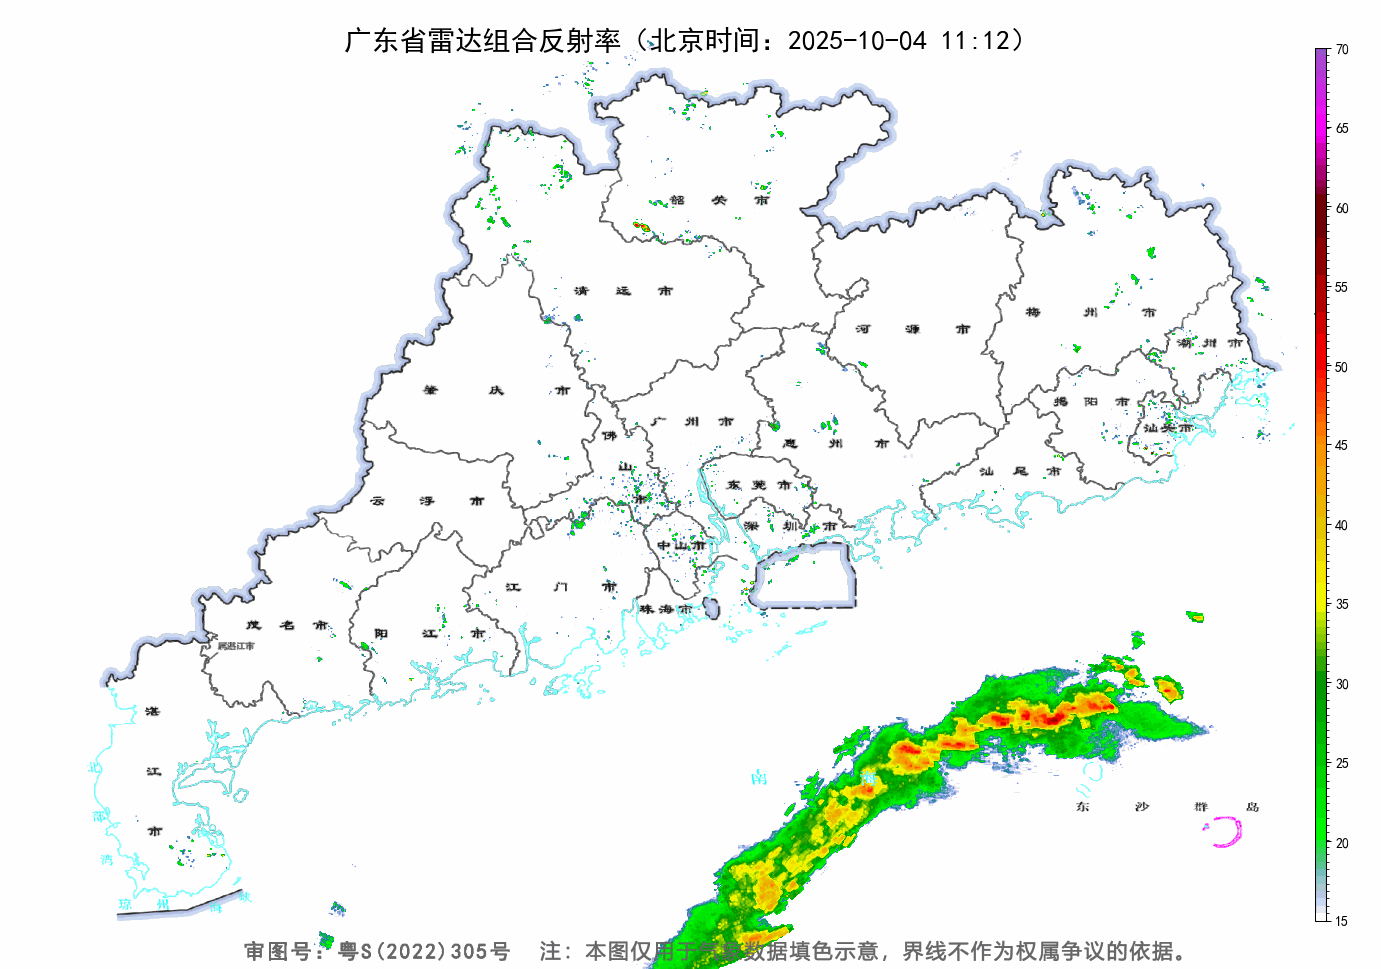 广东省雷达组合反射率（北京时间：2025-10-04 11:12）
70
65
60
55
50
45
40
35
30
25
20
15
韶关市
清远市
河源市
梅州市
潮州市
肇庆市
广州市
佛山市
惠州市
揭阳市
汕头市
汕尾市
东莞市
云浮市
深圳市
中山市
江门市
珠海市
茂名市
阳江市
属湛江市
湛江市
北部湾
南海
东沙群岛
琼州海峡
审图号：粤S(2022)305号 注：本图仅用于气象数据填色示意，界线不作为权属争议的依据。